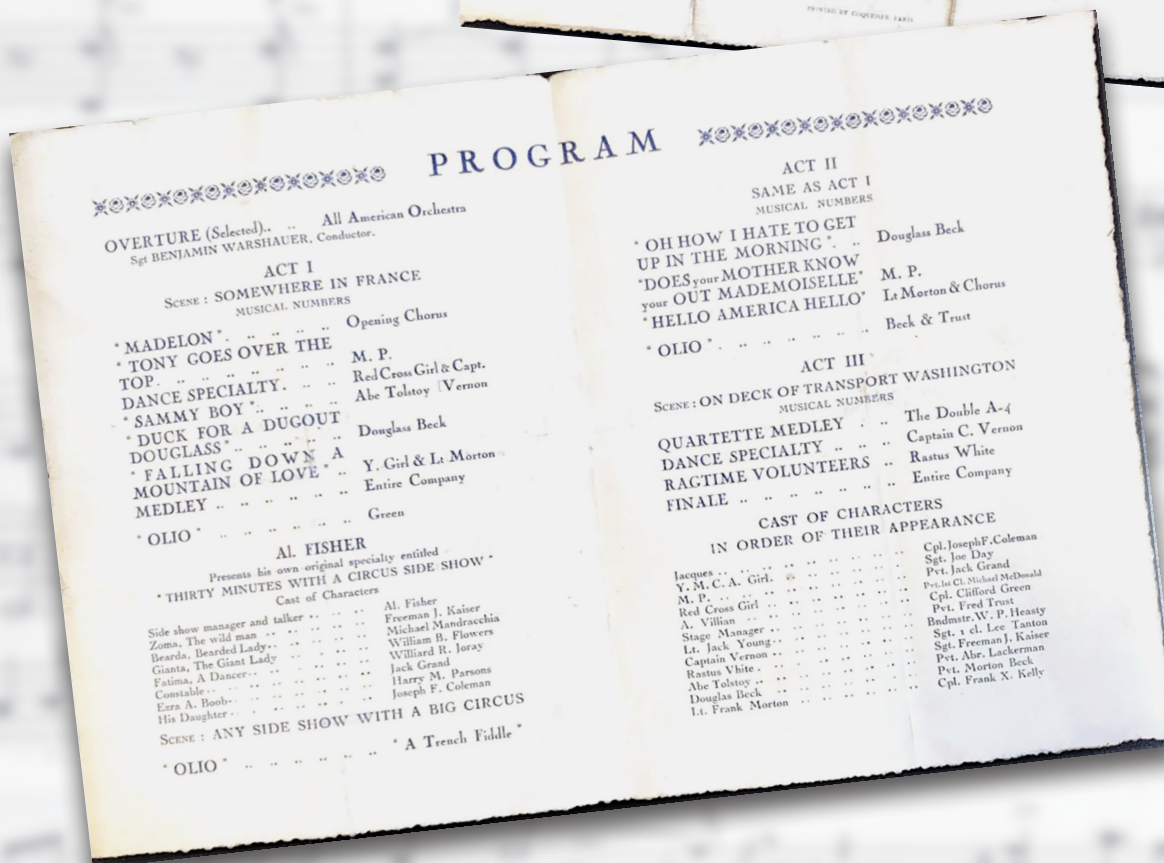 PRINTED BY COQUEMER, PARIS
PROGRAM
OVERTURE (Selected).. .. All American Orchestra
Sgt BENJAMIN WARSHAUER, Conductor.
ACT I
SCENE : SOMEWHERE IN FRANCE
MUSICAL NUMBERS
" MADELON ". .. .. .. .. Opening Chorus
" TONY GOES OVER THE
TOP. .. .. .. .. .. .. M. P.
DANCE SPECIALTY. .. .. Red Cross Girl & Capt.
" SAMMY BOY ".. .. .. .. Abe Tolstoy (Vernon
" DUCK FOR A DUGOUT
DOUGLASS " .. .. .. .. Douglass Beck
" FALLING DOWN A
MOUNTAIN OF LOVE " .. Y. Girl & Lt Morton
MEDLEY .. .. .. .. .. Entire Company
" OLIO " .. .. .. .. .. Green
Al. FISHER
Presents his own original specialty entitled
" THIRTY MINUTES WITH A CIRCUS SIDE SHOW "
Cast of Characters
Side show manager and talker .. .. .. Al. Fisher
Zoma, The wild man .. .. .. .. Freeman J. Kaiser
Bearda, Bearded Lady.. .. .. .. Michael Mandracchia
Gianta, The Giant Lady .. .. .. William B. Flowers
Fatima, A Dancer.. .. .. .. Williard R. Joray
Constable.. .. .. .. .. Jack Grand
Ezra A. Boob.. .. .. .. Harry M. Parsons
His Daughter.. .. .. .. Joseph F. Coleman
SCENE : ANY SIDE SHOW WITH A BIG CIRCUS
" OLIO " .. .. .. .. .. " A Trench Fiddle "
ACT II
SAME AS ACT I
MUSICAL NUMBERS
" OH HOW I HATE TO GET
UP IN THE MORNING ". .. Douglass Beck
"DOES your MOTHER KNOW
your OUT MADEMOISELLE" M. P.
"HELLO AMERICA HELLO" Lt Morton & Chorus
" OLIO ". .. .. .. .. .. Beck & Trust
ACT III
SCENE : ON DECK OF TRANSPORT WASHINGTON
MUSICAL NUMBERS
QUARTETTE MEDLEY . .. The Double A-4
DANCE SPECIALTY .. .. Captain C. Vernon
RAGTIME VOLUNTEERS .. Rastus White
FINALE .. .. .. .. .. .. Entire Company
CAST OF CHARACTERS
IN ORDER OF THEIR APPEARANCE
Jacques .. .. .. .. .. Cpl. Joseph F. Coleman
Y. M. C. A. Girl. .. .. .. Sgt. Joe Day
M. P. .. .. .. .. .. Pvt. Jack Grand
Red Cross Girl .. .. .. Pvt. 1st Cl. Michael McDonald
A. Villian .. .. .. .. Cpl. Clifford Green
Stage Manager .. .. .. .. Pvt. Fred Trust
Lt. Jack Young.. .. .. .. Bndmstr. W. P. Heasty
Captain Vernon .. .. .. .. Sgt. 1 cl. Lee Tanton
Rastus Vhite .. .. .. .. Sgt. Freeman J. Kaiser
Abe Tolstoy .. .. .. .. Pvt. Abr. Lackerman
Douglas Beck .. .. .. .. Pvt. Morton Beck
Lt. Frank Morton .. .. .. Cpl. Frank X. Kelly